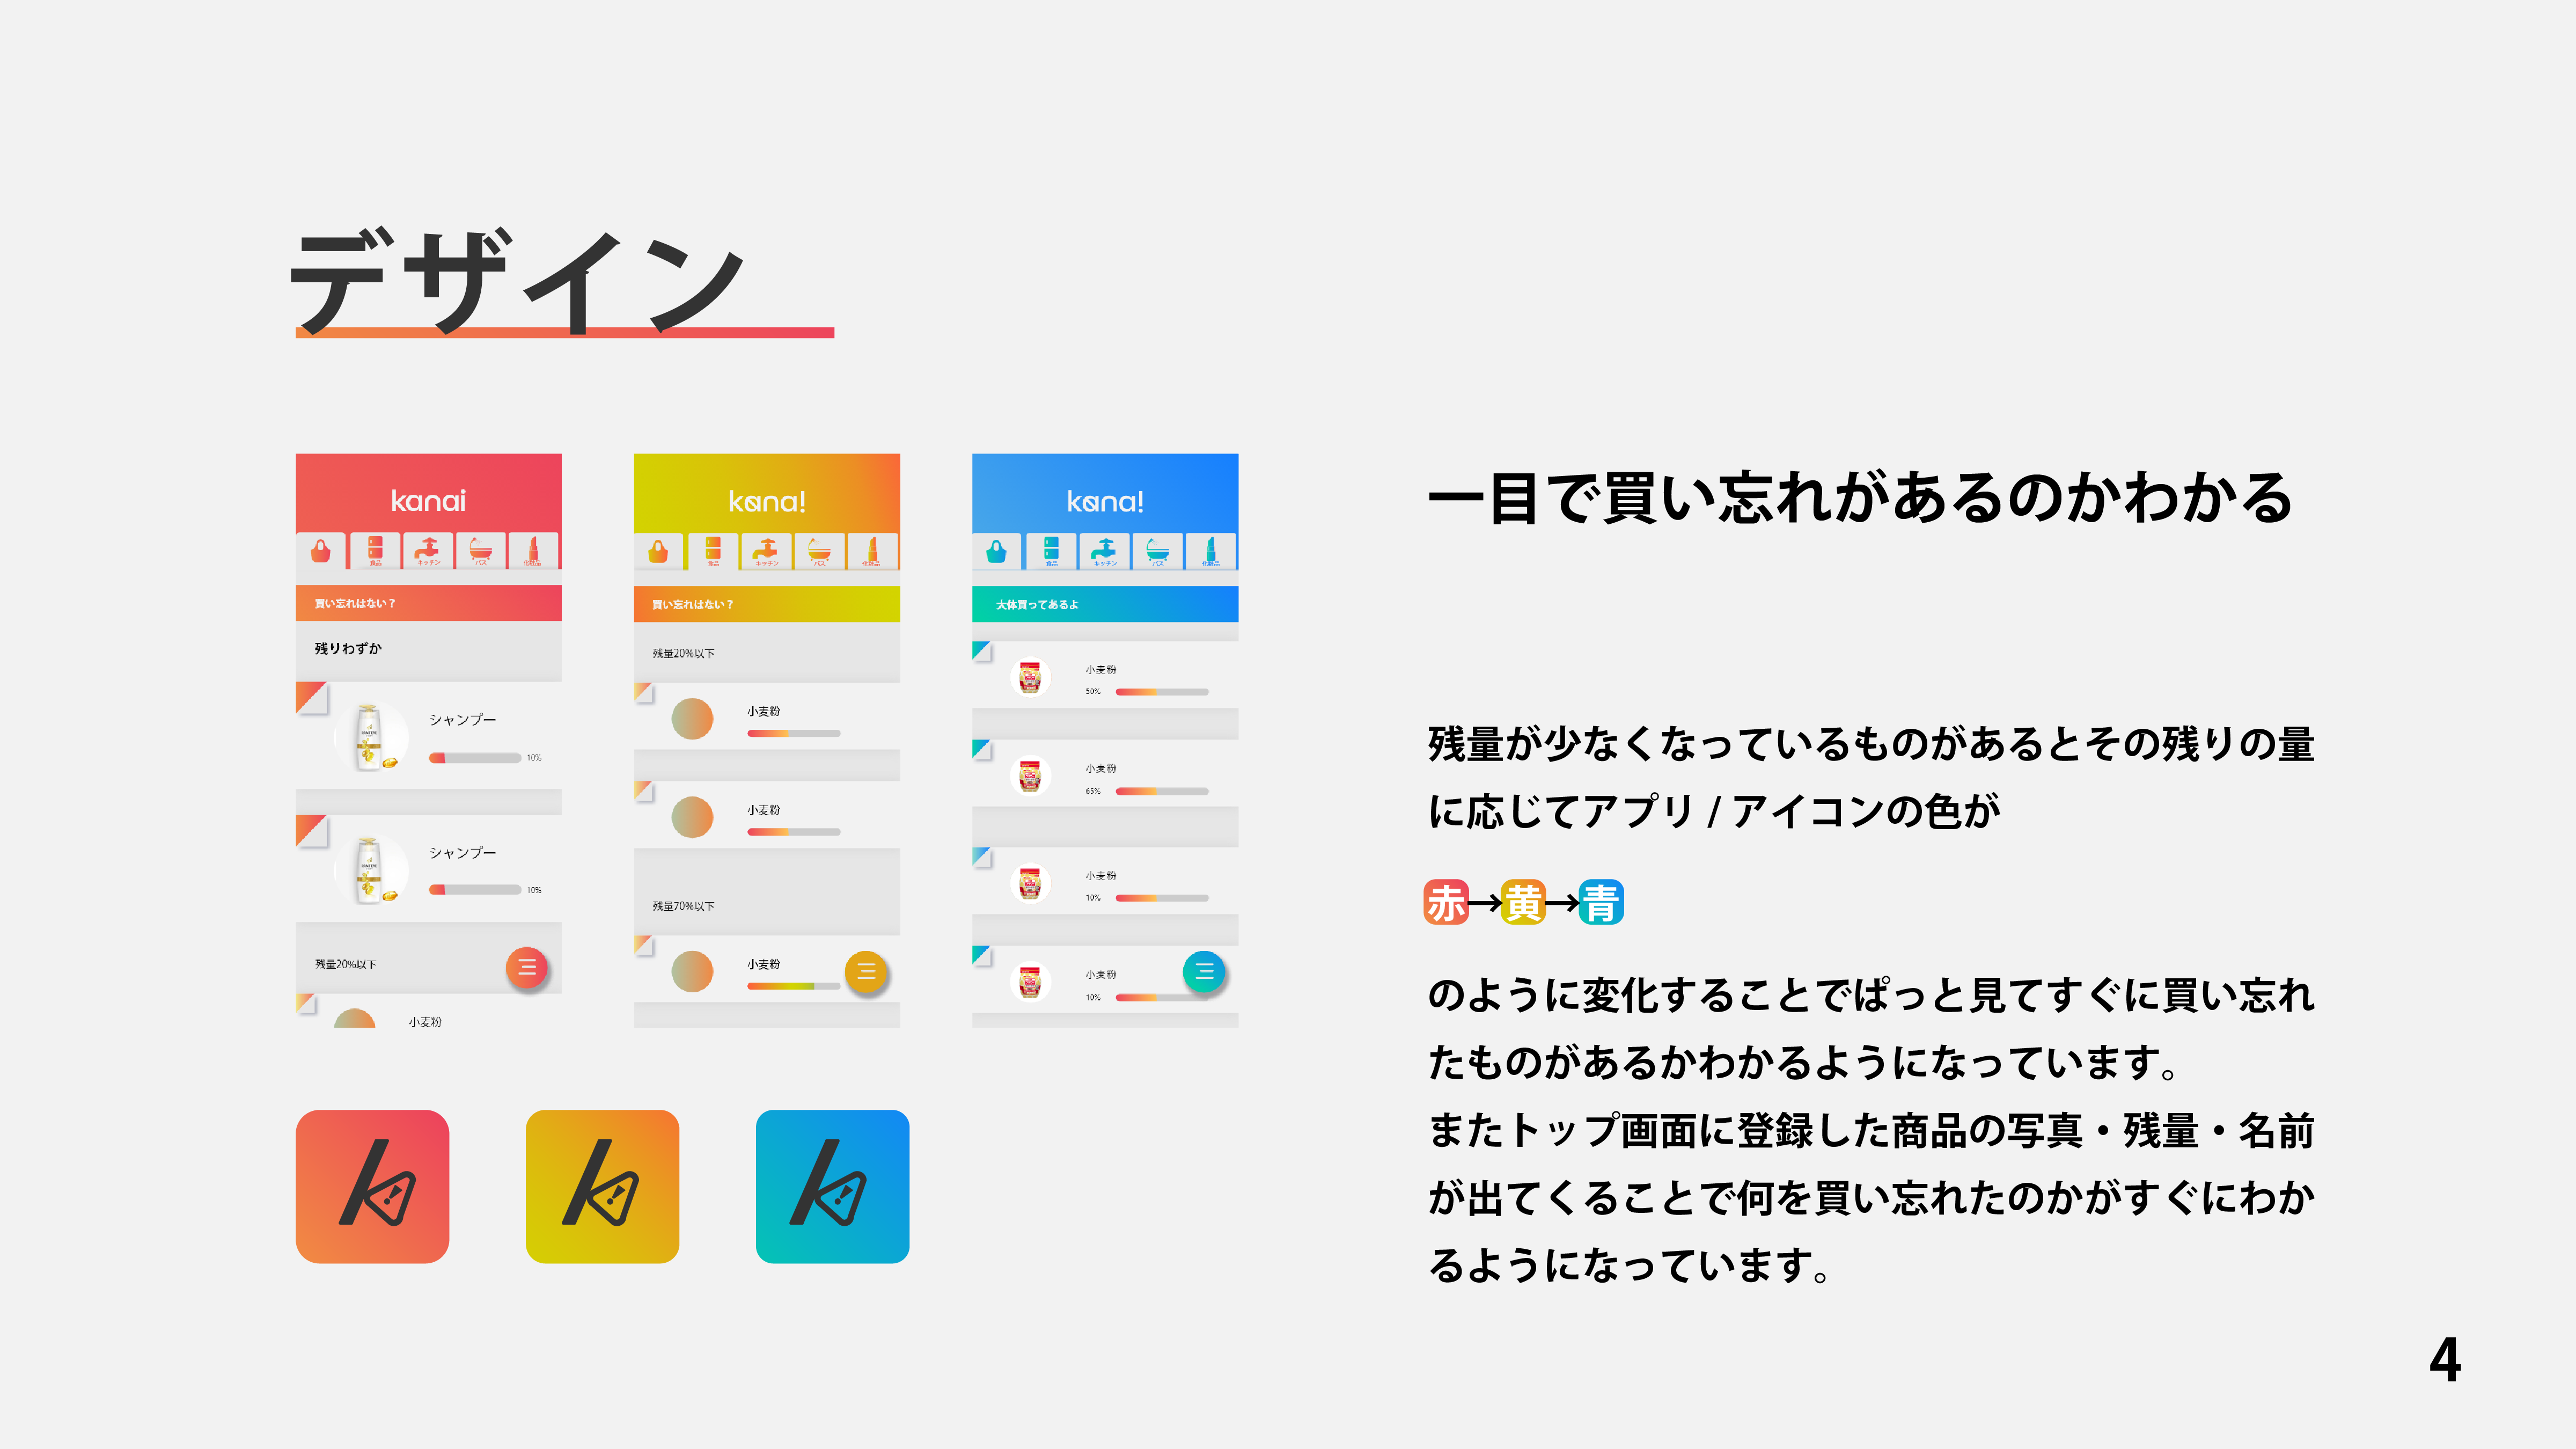 デザイン
kanai
食品
キッチン
バス
化粧品
買い忘れはない？
残りわずか
シャンプー
10%
シャンプー
10%
残量20%以下
小麦粉
kana!
食品
キッチン
バス
化粧品
買い忘れはない？
残量20%以下
小麦粉
小麦粉
残量70%以下
小麦粉
kana!
食品
キッチン
バス
化粧品
大体買ってあるよ
小麦粉
50%
小麦粉
65%
小麦粉
10%
小麦粉
10%
一目で買い忘れがあるのかわかる
残量が少なくなっているものがあるとその残りの量
に応じてアプリ / アイコンの色が
赤→黄→青
のように変化することでぱっと見てすぐに買い忘れ
たものがあるかわかるようになっています。
またトップ画面に登録した商品の写真・残量・名前
が出てくることで何を買い忘れたのかがすぐにわか
るようになっています。
4